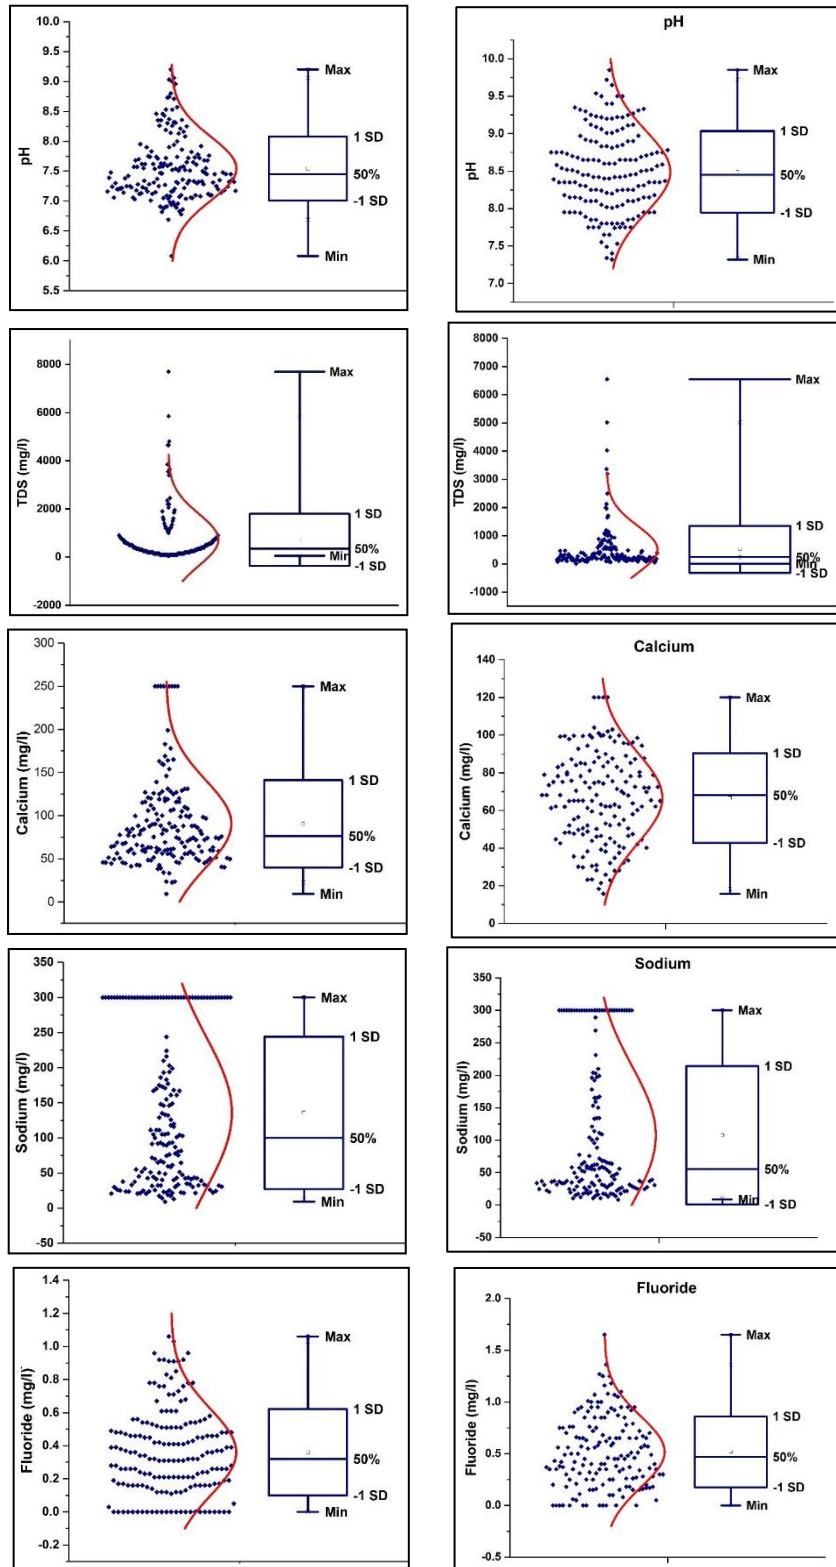 10.0
9.5
9.0
8.5
8.0
7.5
7.0
6.5
6.0
5.5
pH
Max
1 SD
50%
-1 SD
Min
pH
10.0
9.5
9.0
8.5
8.0
7.5
7.0
pH
Max
1 SD
50%
-1 SD
Min
8000
6000
4000
2000
0
-2000
TDS (mg/l)
Max
1 SD
50%
Min
-1 SD
8000
7000
6000
5000
4000
3000
2000
1000
0
-1000
TDS (mg/l)
Max
1 SD
50%
Min
-1 SD
300
250
200
150
100
50
0
Calcium (mg/l)
Max
1 SD
50%
-1 SD
Min
Calcium
140
120
100
80
60
40
20
0
Calcium (mg/l)
Max
1 SD
50%
-1 SD
Min
350
300
250
200
150
100
50
0
-50
Sodium (mg/l)
Max
1 SD
50%
-1 SD
Min
Sodium
350
300
250
200
150
100
50
0
-50
Sodium (mg/l)
Max
1 SD
50%
Min
-1 SD
1.4
1.2
1.0
0.8
0.6
0.4
0.2
0.0
-0.2
Fluoride (mg/l)
Max
1 SD
50%
-1 SD
Min
Fluoride
2.0
1.5
1.0
0.5
0.0
-0.5
Fluoride (mg/l)
Max
1 SD
50%
-1 SD
Min